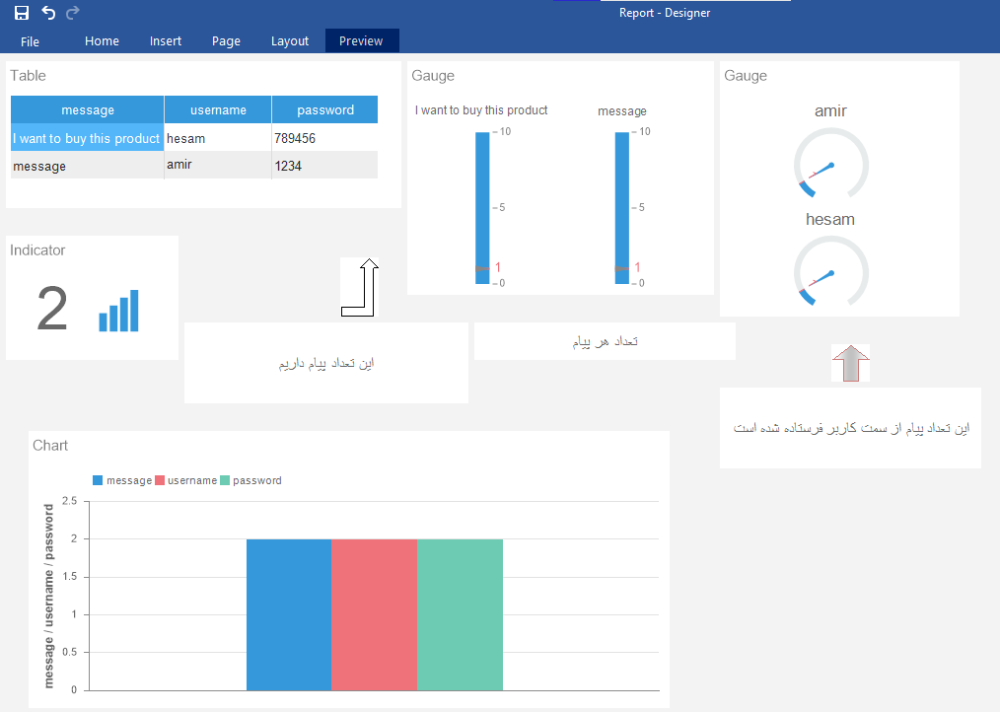 Report - Designer
File Home Insert Page Layout Preview
Table
message username password
I want to buy this product hesam 789456
message amir 1234
Gauge
I want to buy this product message
10 10
5 5
1 1
0 0
Gauge
amir
hesam
Indicator
2
این تعداد پیام داریم
تعداد هر پیام
این تعداد پیام از سمت کاربر فرستاده شده است
Chart
message username password
message / username / password
2.5
2
1.5
1
0.5
0